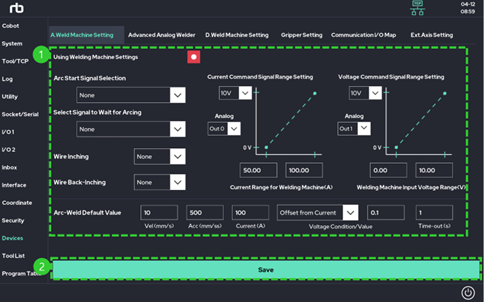 rb
TEST
04-12
08:59
Cobot
System
Tool/TCP
Log
Utility
Socket/Serial
I/O 1
I/O 2
Inbox
Interface
Coordinate
Security
Devices
Tool List
Program Table
A.Weld Machine Setting
Advanced Analog Welder
D.Weld Machine Setting
Gripper Setting
Communication I/O Map
Ext.Axis Setting
1
Using Welding Machine Settings
Arc Start Signal Selection
None
Select Signal to Wait for Arcing
None
Wire Inching
None
Wire Back-Inching
None
Current Command Signal Range Setting
10V
Analog
Out 0
0 V
50.00
100.00
Current Range for Welding Machine(A)
Voltage Command Signal Range Setting
10V
Analog
Out 1
0 V
0.00
10.00
Welding Machine Input Voltage Range(V)
Arc-Weld Default Value
10
500
100
Offset from Current
0.1
1
Vel (mm/s)
Acc (mm/ss)
Current (A)
Voltage Condition/Value
Time-out (s)
2
Save